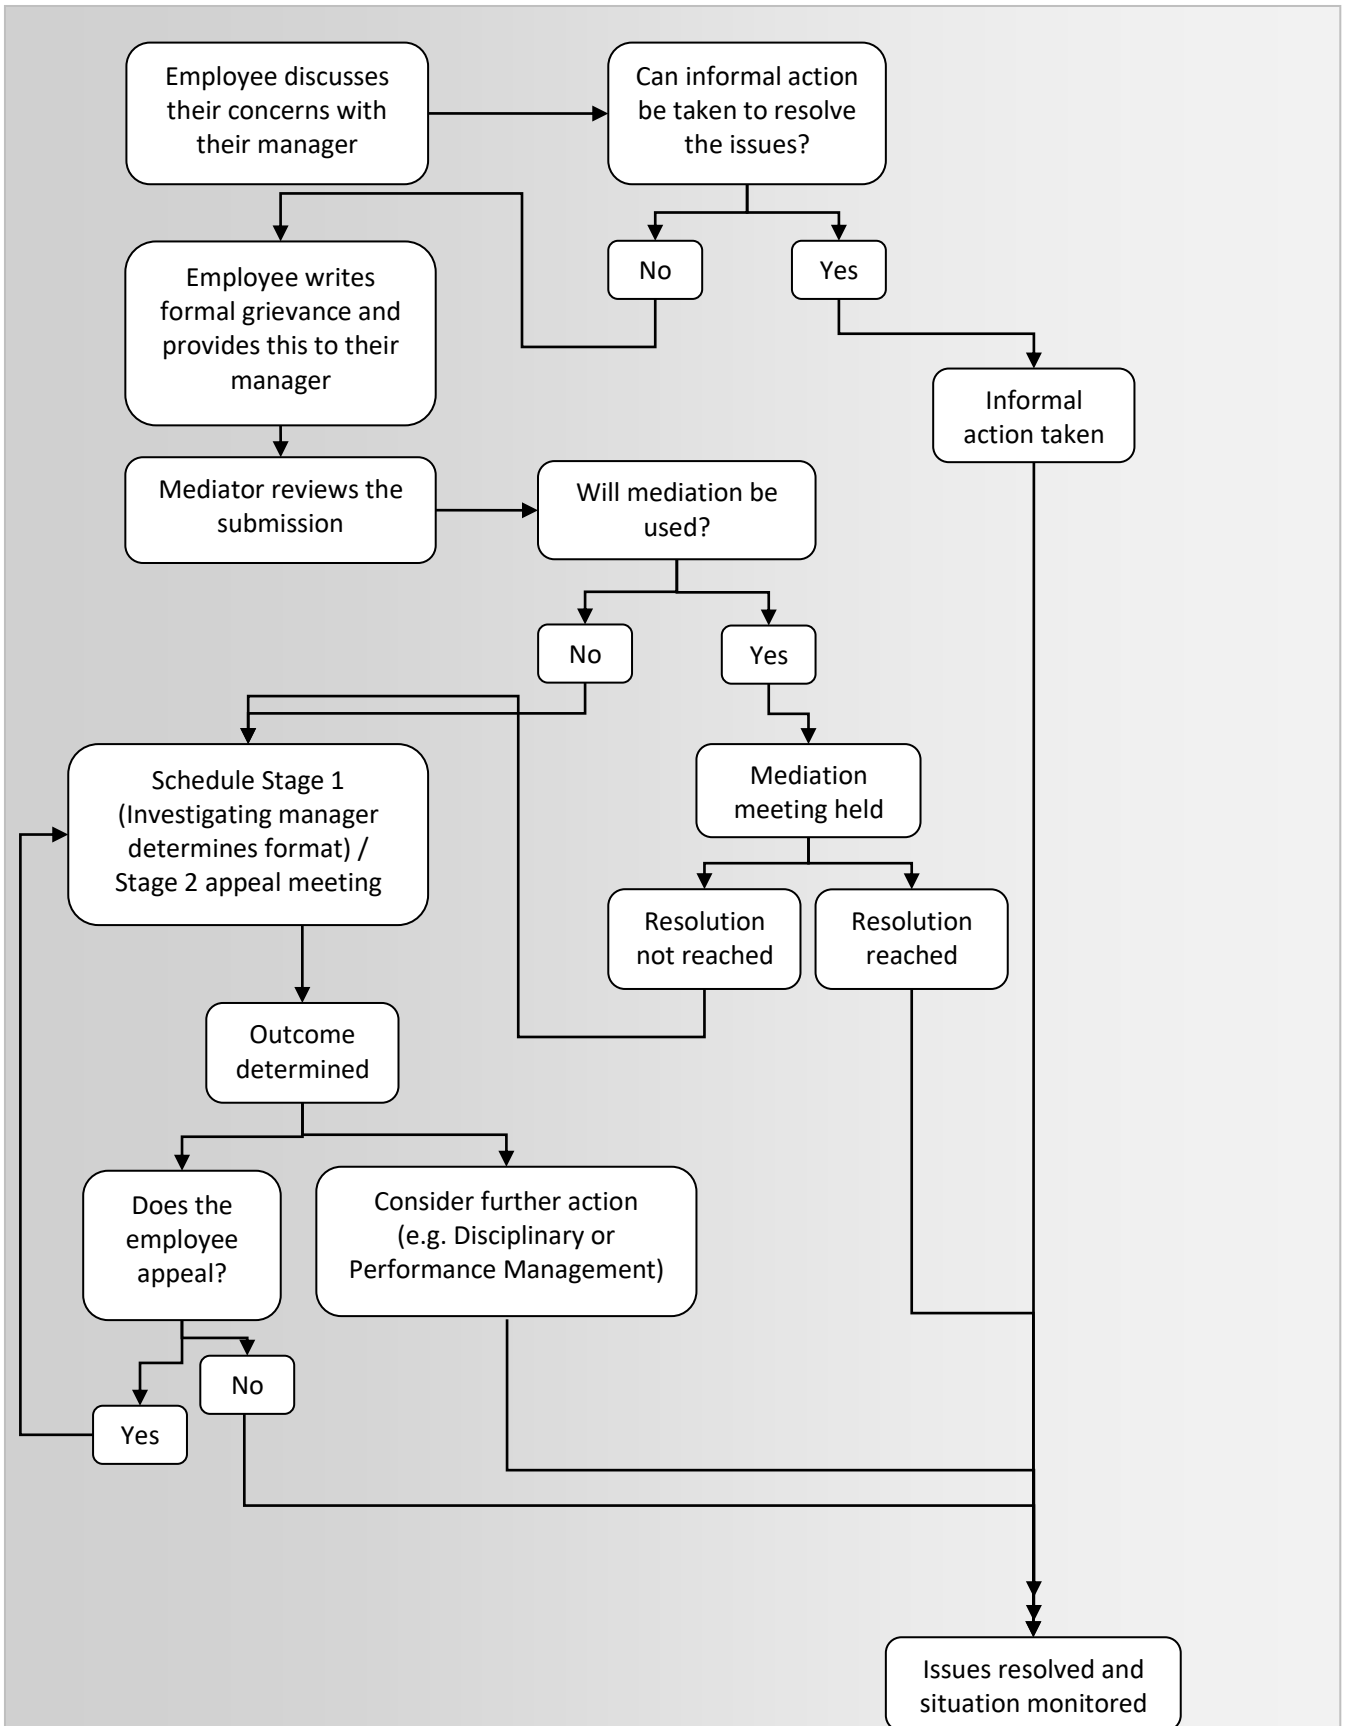 Employee discusses
their concerns with
their manager
Can informal action
be taken to resolve
the issues?
No
Yes
Employee writes
formal grievance and
provides this to their
manager
Informal
action taken
Mediator reviews the
submission
Will mediation be
used?
No
Yes
Schedule Stage 1
(Investigating manager
determines format) /
Stage 2 appeal meeting
Mediation
meeting held
Resolution
not reached
Resolution
reached
Outcome
determined
Does the
employee
appeal?
Consider further action
(e.g. Disciplinary or
Performance Management)
No
Yes
Issues resolved and
situation monitored